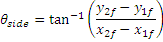 θ_side = tan⁻¹((y_2f − y_1f)/(x_2f − x_1f))